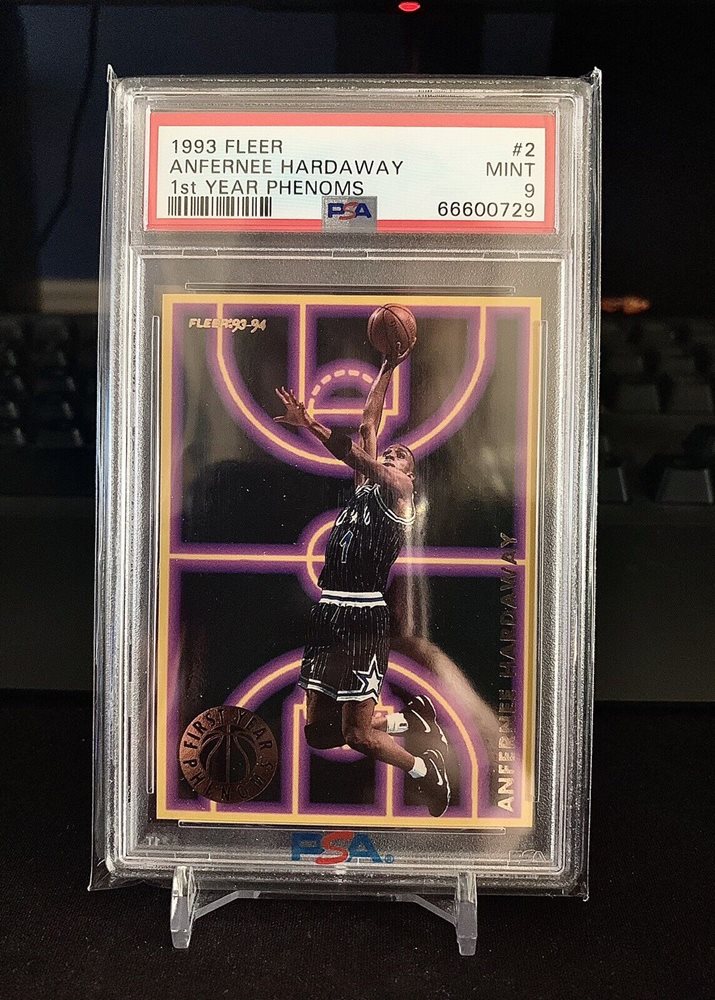 1993 FLEER #2
ANFERNEE HARDAWAY MINT
1st YEAR PHENOMS 9
PSA 66600729
FLEER '93-94
1
ANFERNEE HARDAWAY
FIRST YEAR
PHENOMS
PSA